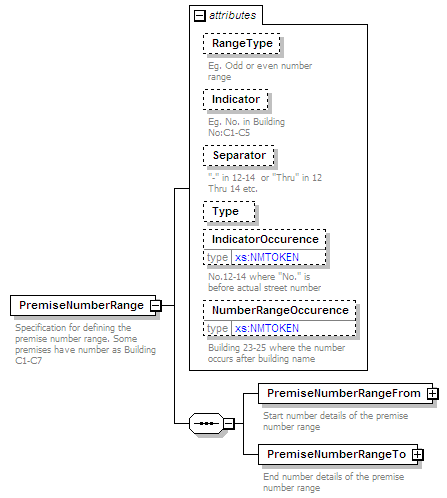 attributes
RangeType
Eg. Odd or even number
range
Indicator
Eg. No. in Building
No:C1-C5
Separator
"-" in 12-14 or "Thru" in 12
Thru 14 etc.
Type
IndicatorOccurence
type xs:NMTOKEN
No.12-14 where "No." is
before actual street number
NumberRangeOccurence
type xs:NMTOKEN
Building 23-25 where the number
occurs after building name
PremiseNumberRange
Specification for defining the
premise number range. Some
premises have number as Building
C1-C7
PremiseNumberRangeFrom
Start number details of the premise
number range
PremiseNumberRangeTo
End number details of the premise
number range